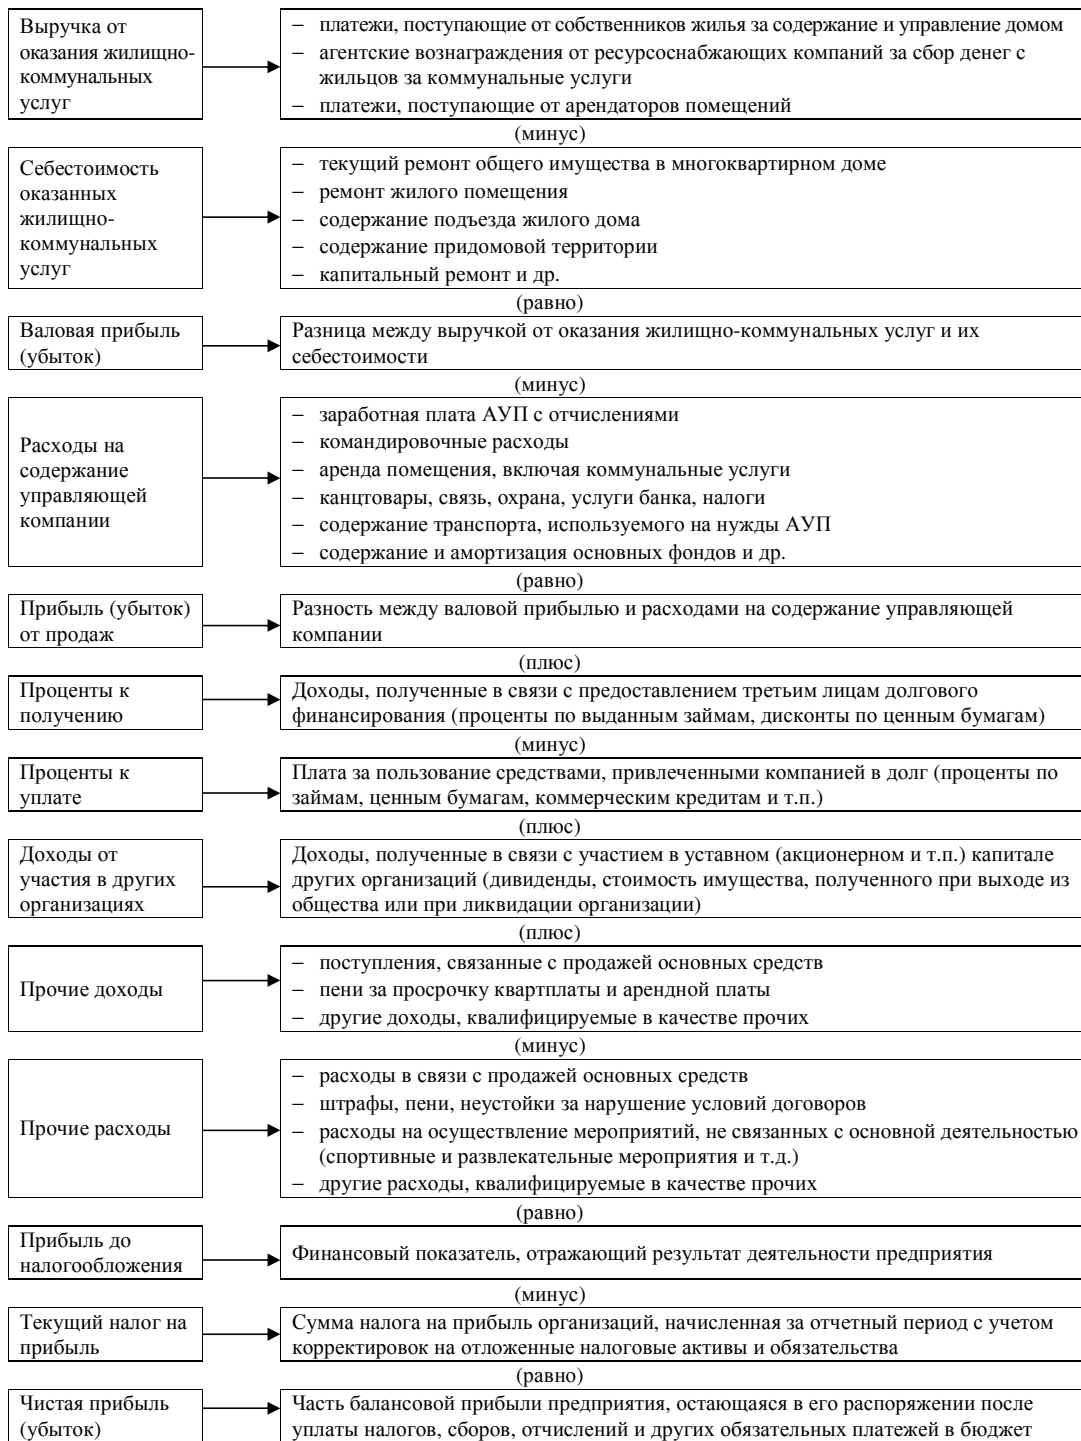 Выручка от
оказания жилищно-
коммунальных
услуг
– платежи, поступающие от собственников жилья за содержание и управление домом
– агентские вознаграждения от ресурсоснабжающих компаний за сбор денег с
жильцов за коммунальные услуги
– платежи, поступающие от арендаторов помещений
(минус)
Себестоимость
оказанных
жилищно-
коммунальных
услуг
– текущий ремонт общего имущества в многоквартирном доме
– ремонт жилого помещения
– содержание подъезда жилого дома
– содержание придомовой территории
– капитальный ремонт и др.
(равно)
Валовая прибыль
(убыток)
Разница между выручкой от оказания жилищно-коммунальных услуг и их
себестоимости
(минус)
Расходы на
содержание
управляющей
компании
– заработная плата АУП с отчислениями
– командировочные расходы
– аренда помещения, включая коммунальные услуги
– канцтовары, связь, охрана, услуги банка, налоги
– содержание транспорта, используемого на нужды АУП
– содержание и амортизация основных фондов и др.
(равно)
Прибыль (убыток)
от продаж
Разность между валовой прибылью и расходами на содержание управляющей
компании
(плюс)
Проценты к
получению
Доходы, полученные в связи с предоставлением третьим лицам долгового
финансирования (проценты по выданным займам, дисконты по ценным бумагам)
(минус)
Проценты к
уплате
Плата за пользование средствами, привлеченными компанией в долг (проценты по
займам, ценным бумагам, коммерческим кредитам и т.п.)
(плюс)
Доходы от
участия в других
организациях
Доходы, полученные в связи с участием в уставном (акционерном и т.п.) капитале
других организаций (дивиденды, стоимость имущества, полученного при выходе из
общества или при ликвидации организации)
(плюс)
Прочие доходы
– поступления, связанные с продажей основных средств
– пени за просрочку квартплаты и арендной платы
– другие доходы, квалифицируемые в качестве прочих
(минус)
Прочие расходы
– расходы в связи с продажей основных средств
– штрафы, пени, неустойки за нарушение условий договоров
– расходы на осуществление мероприятий, не связанных с основной деятельностью
(спортивные и развлекательные мероприятия и т.д.)
– другие расходы, квалифицируемые в качестве прочих
(равно)
Прибыль до
налогообложения
Финансовый показатель, отражающий результат деятельности предприятия
(минус)
Текущий налог на
прибыль
Сумма налога на прибыль организаций, начисленная за отчетный период с учетом
корректировок на отложенные налоговые активы и обязательства
(равно)
Чистая прибыль
(убыток)
Часть балансовой прибыли предприятия, остающаяся в его распоряжении после
уплаты налогов, сборов, отчислений и других обязательных платежей в бюджет